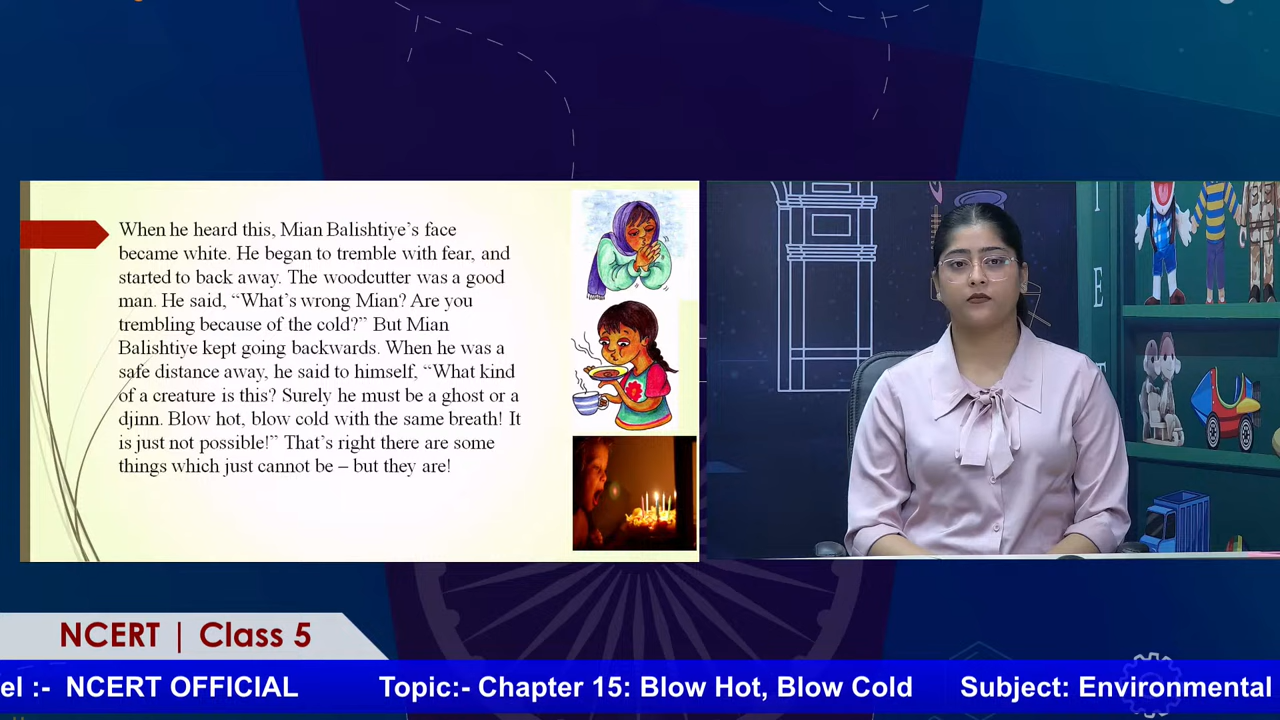 When he heard this, Mian Balishtiye’s face
became white. He began to tremble with fear, and
started to back away. The woodcutter was a good
man. He said, “What’s wrong Mian? Are you
trembling because of the cold?” But Mian
Balishtiye kept going backwards. When he was a
safe distance away, he said to himself, “What kind
of a creature is this? Surely he must be a ghost or a
djinn. Blow hot, blow cold with the same breath! It
is just not possible!” That’s right there are some
things which just cannot be – but they are!
I
E
T
NCERT | Class 5
el :- NCERT OFFICIAL Topic:- Chapter 15: Blow Hot, Blow Cold Subject: Environmental